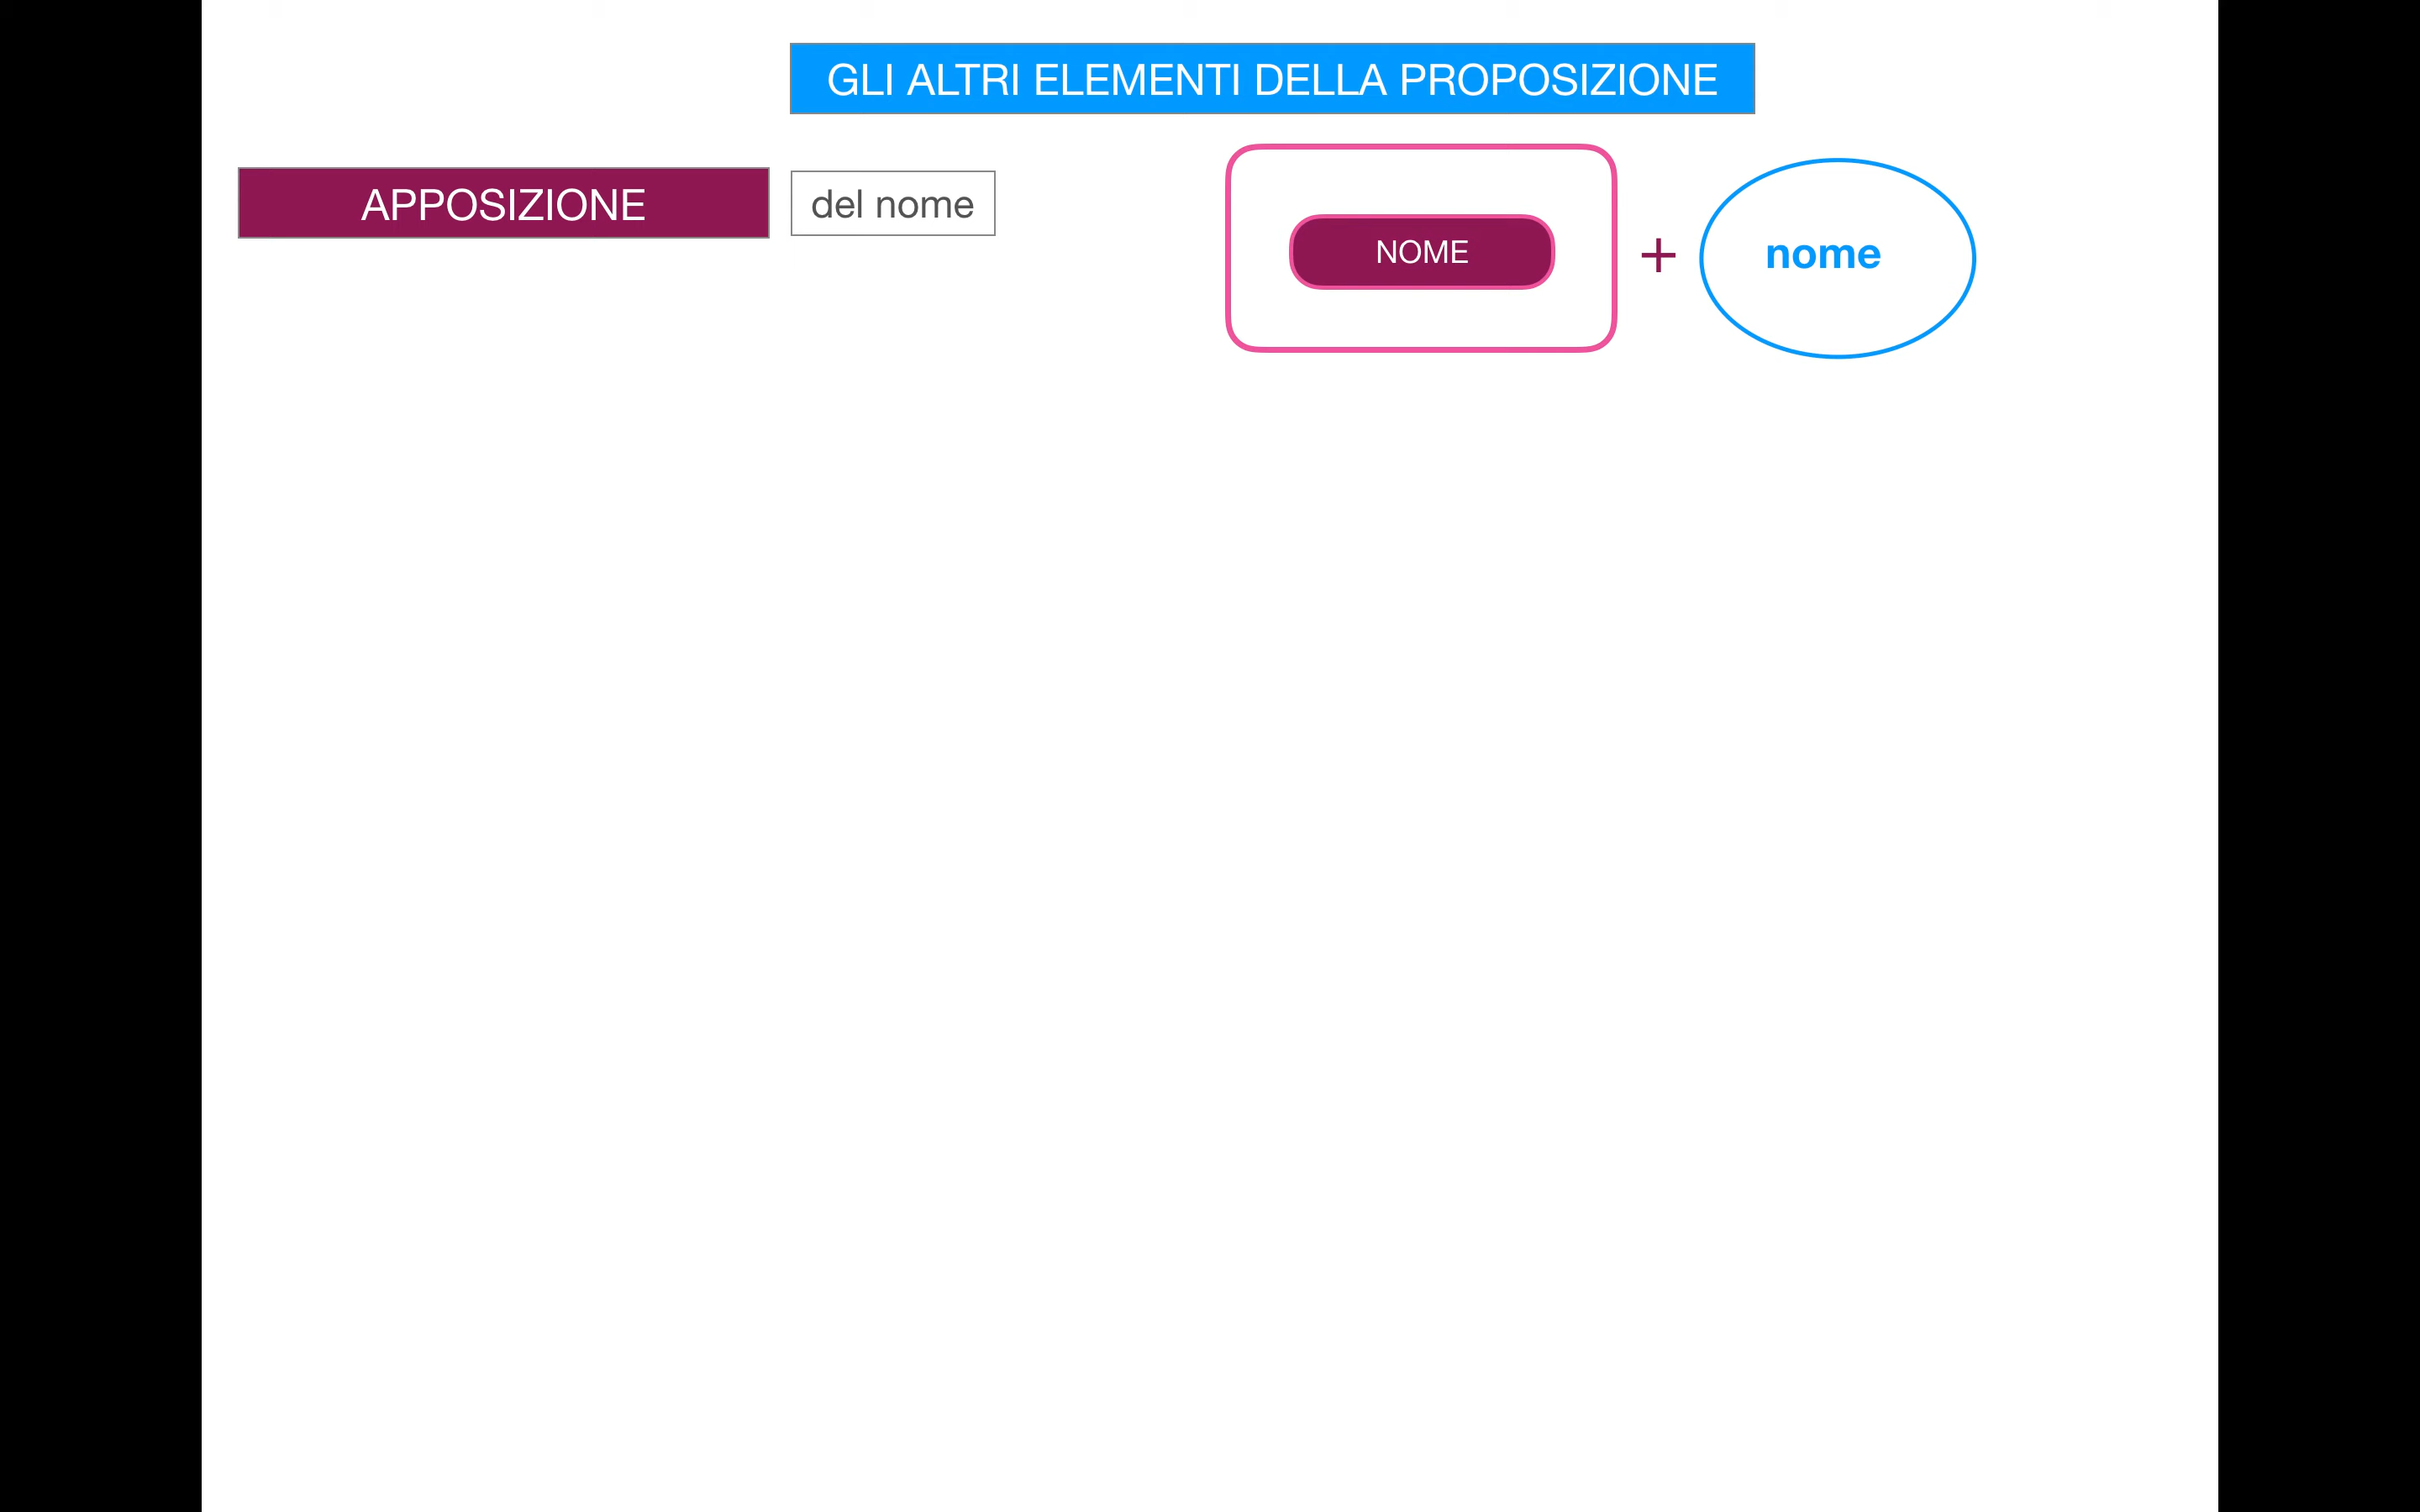 GLI ALTRI ELEMENTI DELLA PROPOSIZIONE
APPOSIZIONE
del nome
NOME
+
nome